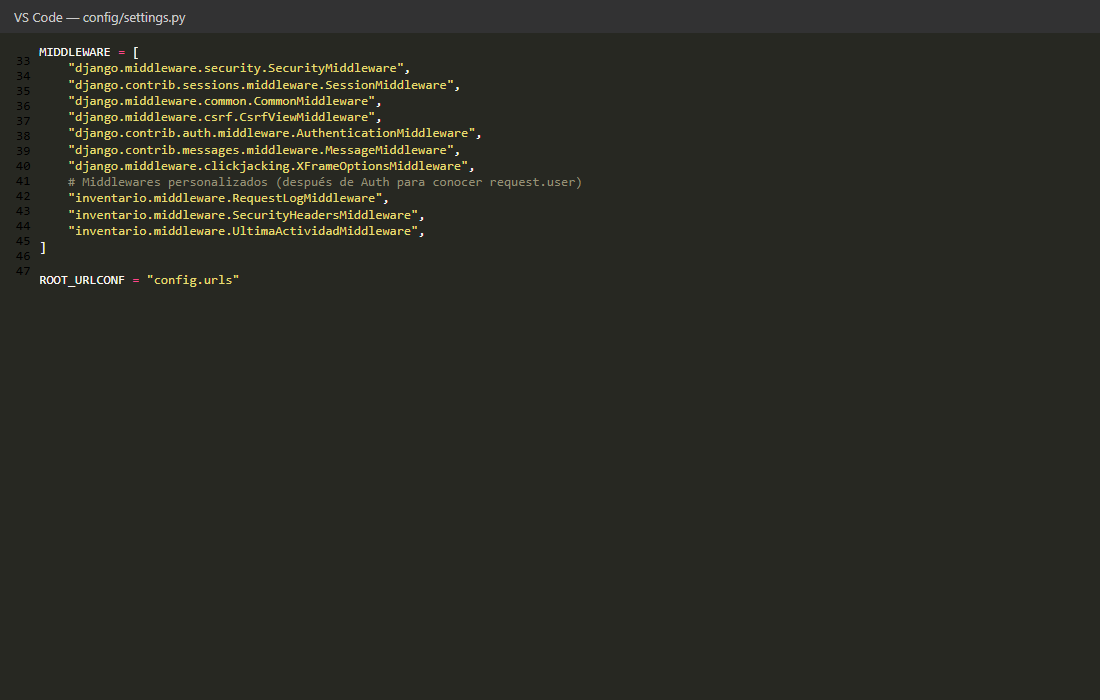 VS Code — config/settings.py
33 MIDDLEWARE = [
34     "django.middleware.security.SecurityMiddleware",
35     "django.contrib.sessions.middleware.SessionMiddleware",
36     "django.middleware.common.CommonMiddleware",
37     "django.middleware.csrf.CsrfViewMiddleware",
38     "django.contrib.auth.middleware.AuthenticationMiddleware",
39     "django.contrib.messages.middleware.MessageMiddleware",
40     "django.middleware.clickjacking.XFrameOptionsMiddleware",
41     # Middlewares personalizados (después de Auth para conocer request.user)
42     "inventario.middleware.RequestLogMiddleware",
43     "inventario.middleware.SecurityHeadersMiddleware",
44     "inventario.middleware.UltimaActividadMiddleware",
45 ]
46
47 ROOT_URLCONF = "config.urls"